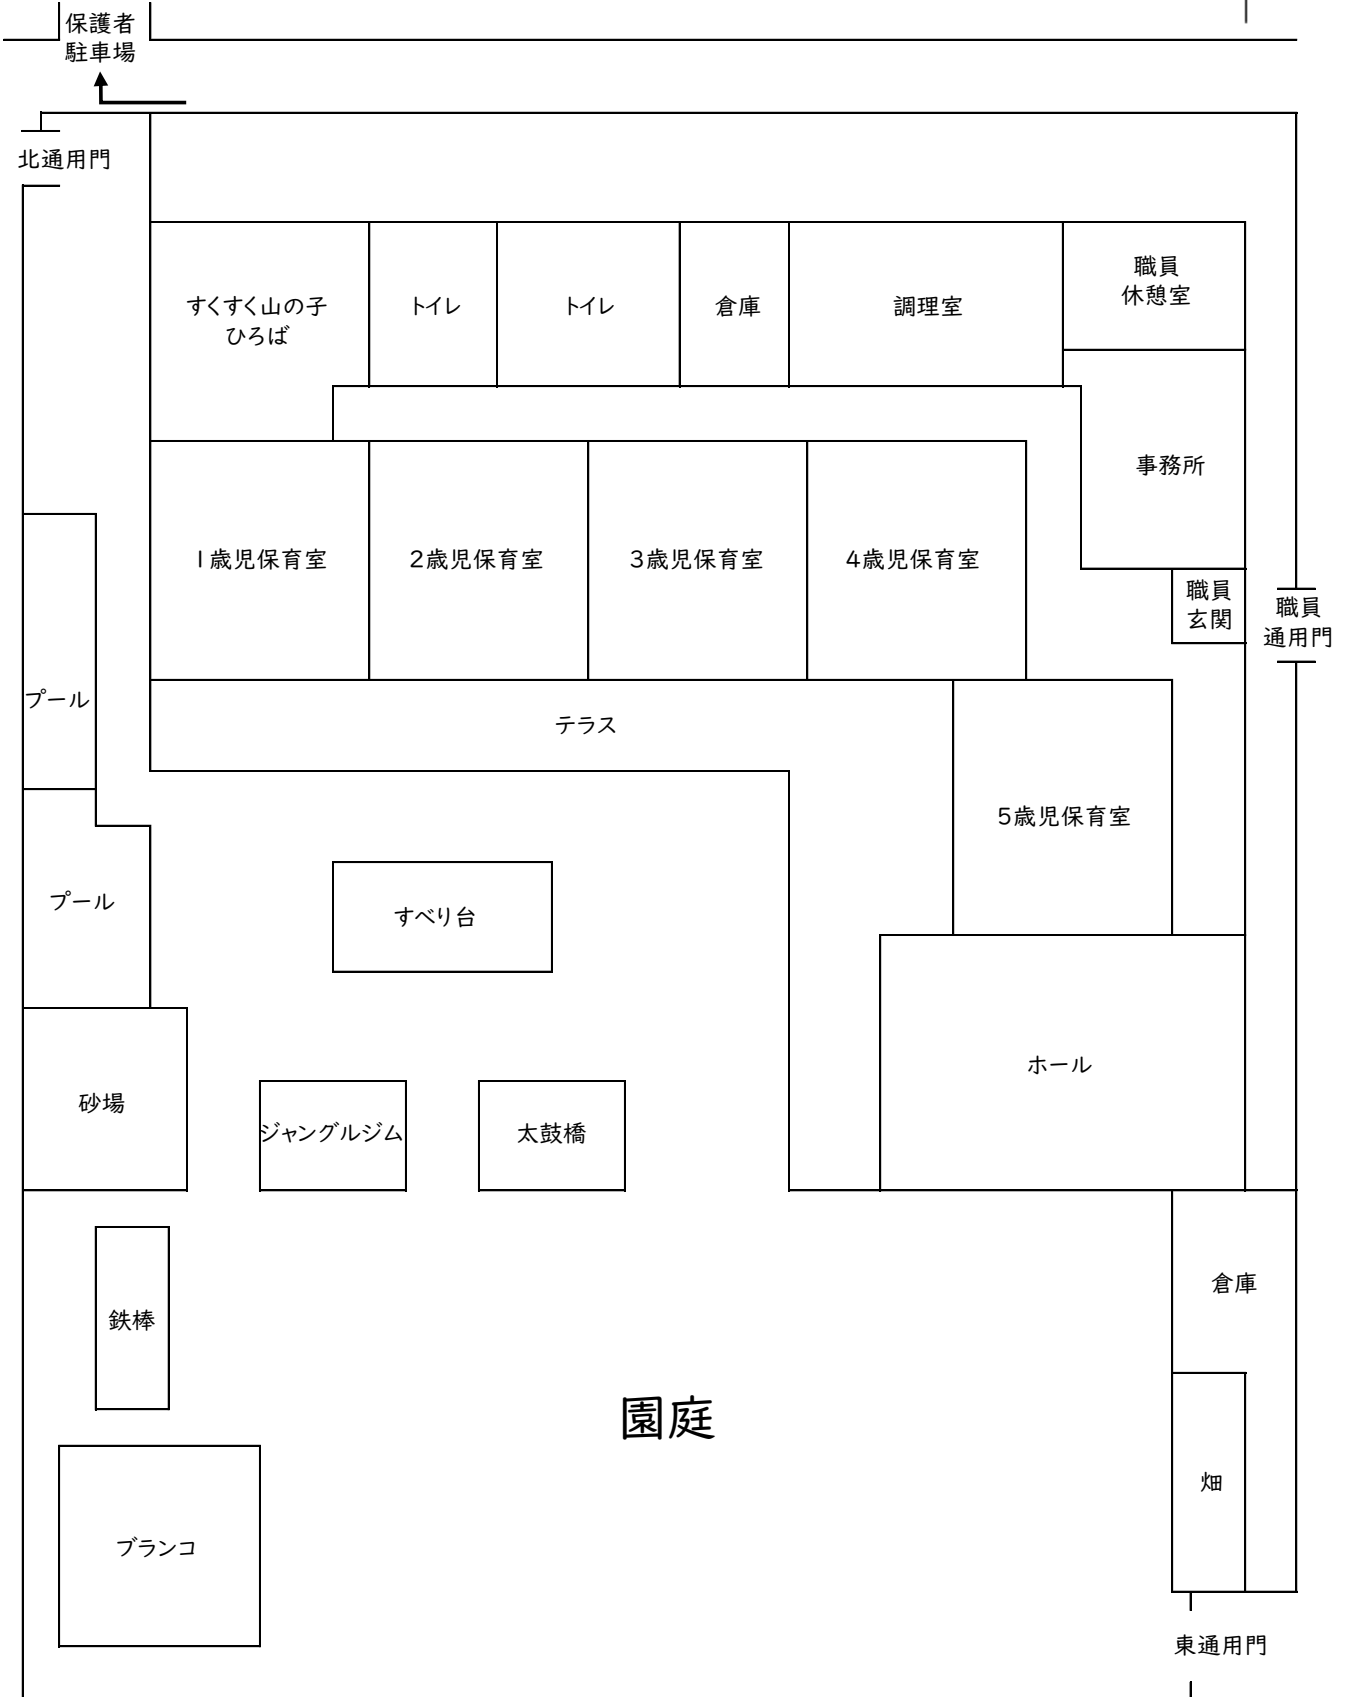 保護者
駐車場
北通用門
職員
休憩室
すくすく山の子
ひろば
トイレ
トイレ
倉庫
調理室
事務所
1歳児保育室
2歳児保育室
3歳児保育室
4歳児保育室
職員
玄関
職員
通用門
プール
テラス
5歳児保育室
プール
すべり台
ホール
砂場
ジャングルジム
太鼓橋
倉庫
鉄棒
園庭
畑
ブランコ
東通用門